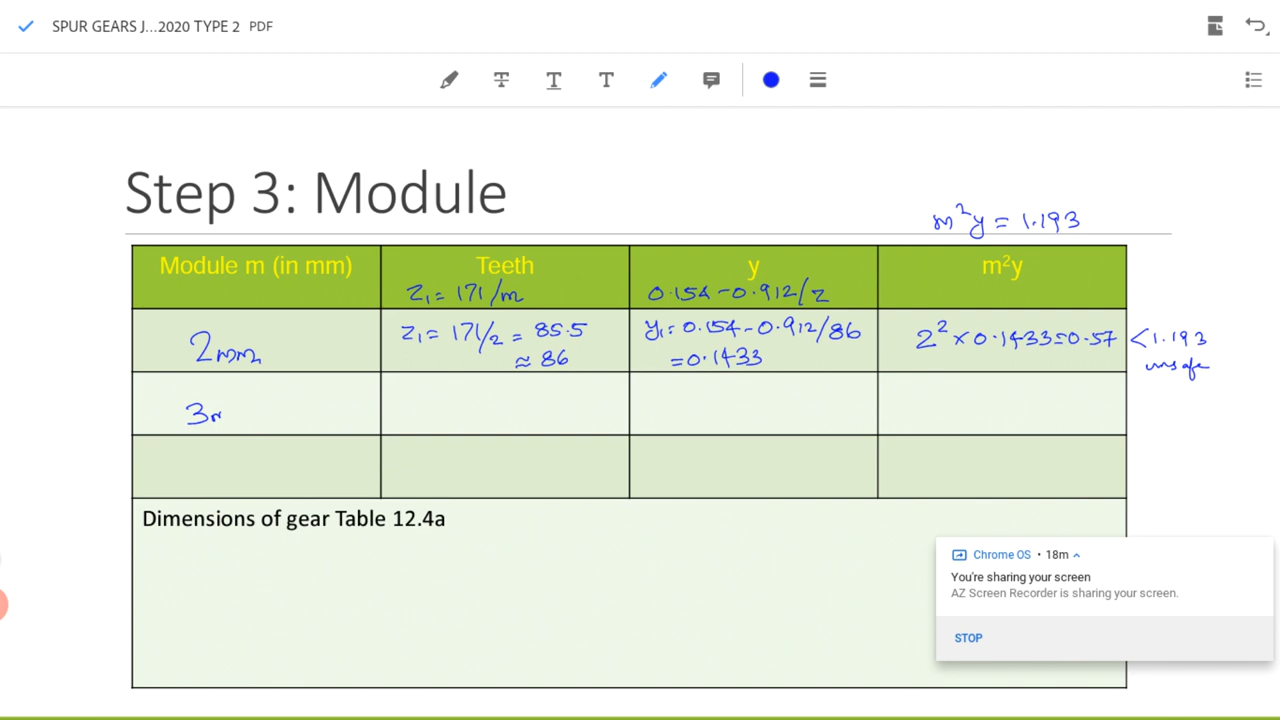 SPUR GEARS J...2020 TYPE 2 PDF
Step 3: Module
m²y = 1.193
Module m (in mm) Teeth y m²y
z₁ = 171/m 0.154 - 0.912/z
2mm z₁ = 171/2 = 85.5 y₁ = 0.154 - 0.912/86 2² × 0.1433 = 0.57 < 1.193
≈ 86 = 0.1433 unsafe
3m
Dimensions of gear Table 12.4a
Chrome OS • 18m
You're sharing your screen
AZ Screen Recorder is sharing your screen.
STOP